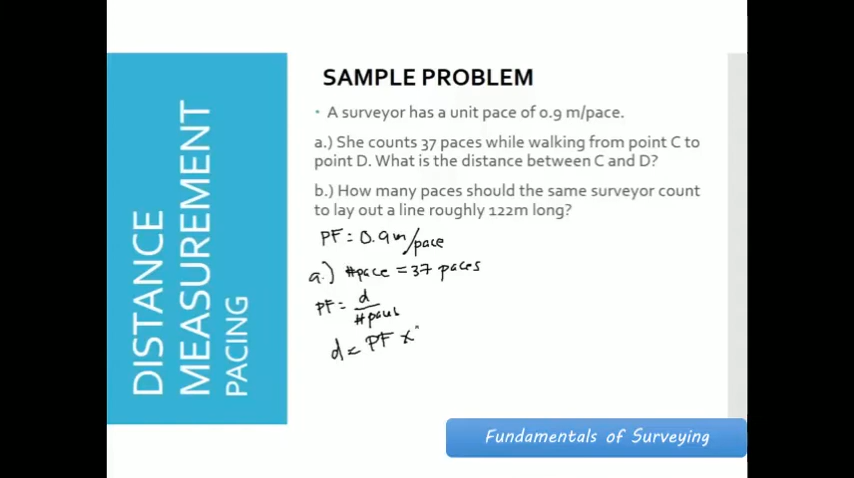 DISTANCE
MEASUREMENT
PACING
SAMPLE PROBLEM
• A surveyor has a unit pace of 0.9 m/pace.
a.) She counts 37 paces while walking from point C to
point D. What is the distance between C and D?
b.) How many paces should the same surveyor count
to lay out a line roughly 122m long?
PF = 0.9m/pace
a.) #pace = 37 paces
PF = d
#paces
d = PF x
Fundamentals of Surveying